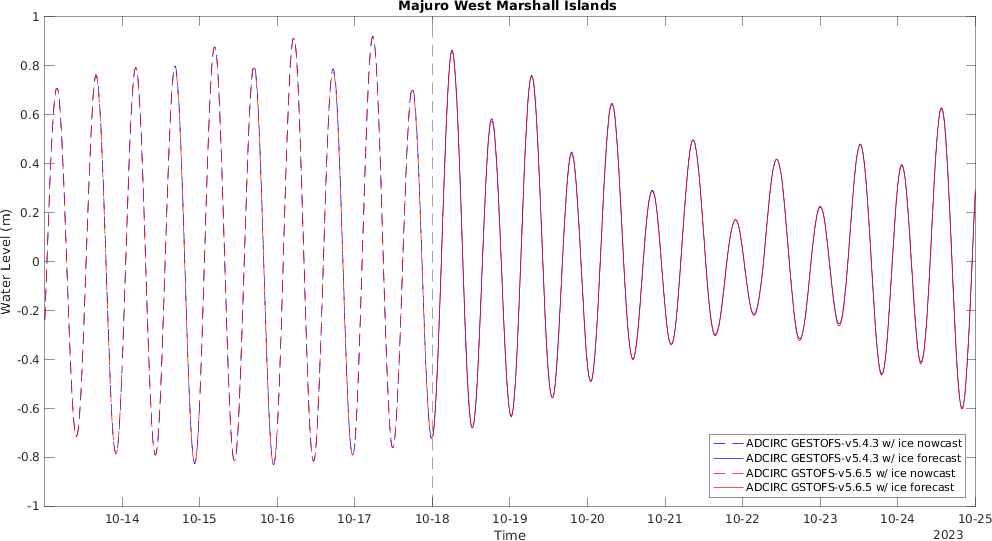 Majuro West Marshall Islands
1
0.8
0.6
0.4
0.2
0
-0.2
-0.4
-0.6
-0.8
-1
Water Level (m)
ADCIRC GESTOFS-v5.4.3 w/ ice nowcast
ADCIRC GESTOFS-v5.4.3 w/ ice forecast
ADCIRC GSTOFS-v5.6.5 w/ ice nowcast
ADCIRC GSTOFS-v5.6.5 w/ ice forecast
10-14 10-15 10-16 10-17 10-18 10-19 10-20 10-21 10-22 10-23 10-24 10-25
Time
2023